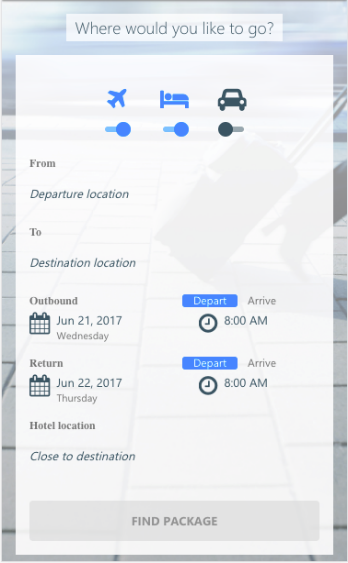 Where would you like to go?
From
Departure location
To
Destination location
Outbound
Depart Arrive
Jun 21, 2017
Wednesday
8:00 AM
Return
Depart Arrive
Jun 22, 2017
Thursday
8:00 AM
Hotel location
Close to destination
FIND PACKAGE